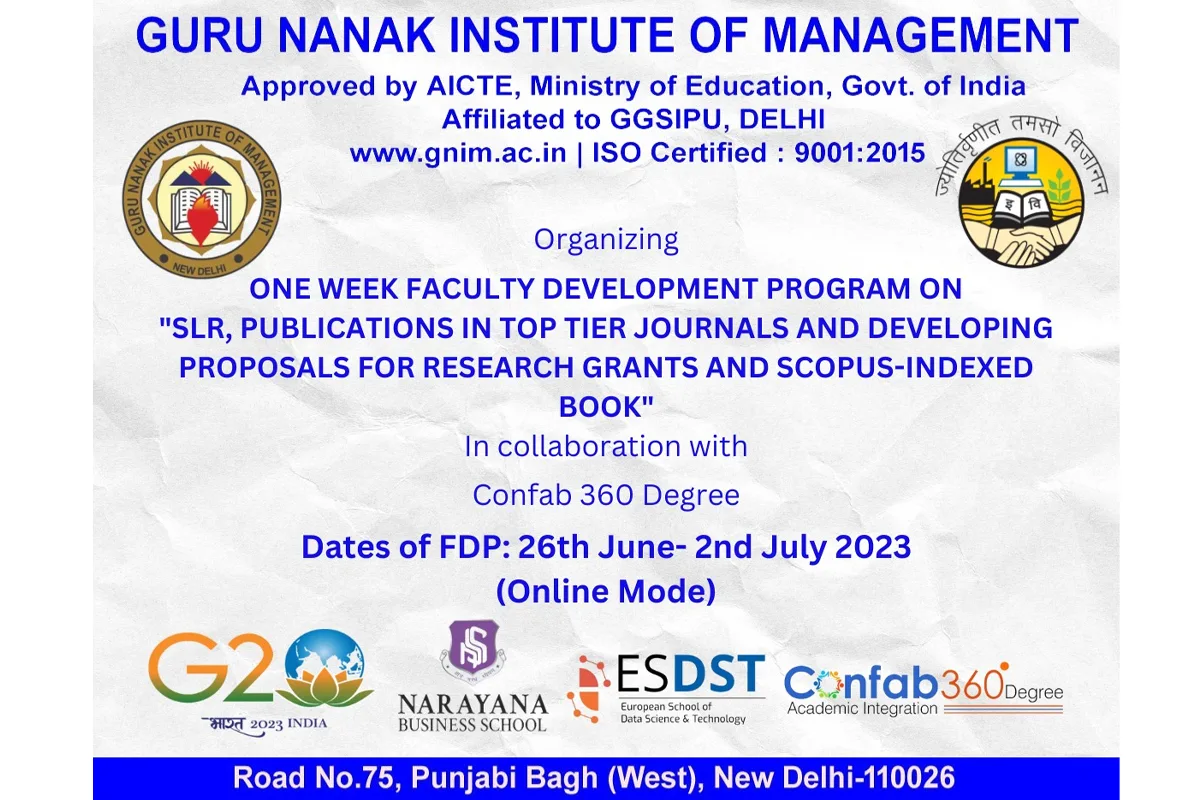 GURU NANAK INSTITUTE OF MANAGEMENT
Approved by AICTE, Ministry of Education, Govt. of India
Affiliated to GGSIPU, DELHI
www.gnim.ac.in | ISO Certified : 9001:2015
GURU NANAK INSTITUTE OF MANAGEMENT
NEW DELHI
ज्योतिर्वृणीत तमसो विजानन
इ वि
Organizing
ONE WEEK FACULTY DEVELOPMENT PROGRAM ON
"SLR, PUBLICATIONS IN TOP TIER JOURNALS AND DEVELOPING
PROPOSALS FOR RESEARCH GRANTS AND SCOPUS-INDEXED
BOOK"
In collaboration with
Confab 360 Degree
Dates of FDP: 26th June- 2nd July 2023
(Online Mode)
G20
भारत 2023 INDIA
NARAYANA
BUSINESS SCHOOL
ESDST
European School of
Data Science & Technology
Confab360°Degree
Academic Integration
Road No.75, Punjabi Bagh (West), New Delhi-110026